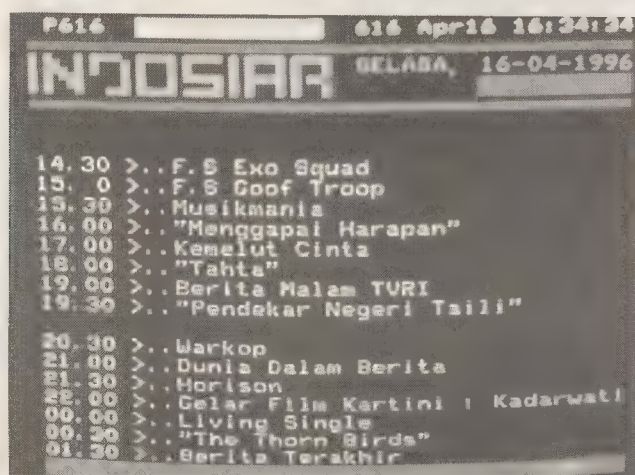 P616 616 Apr16 16:34:34
INDOSIAR SELASA, 16-04-1996
14.30 >..F.S Exo Squad
15. 0 >..F.S Goof Troop
15.30 >..Musikmania
16.00 >.."Menggapai Harapan"
17.00 >..Kemelut Cinta
18.00 >.."Tahta"
19.00 >..Berita Malam TVRI
19:30 >.."Pendekar Negeri Tsili"
20.30 >..Warkop
21.00 >..Dunia Dalam Berita
21.30 >..Horison
22.00 >..Gelar Film Kartini : Kadarwati
00.00 >..Living Single
00.30 >.."The Thorn Birds"
01:30 >..Berita Terakhir